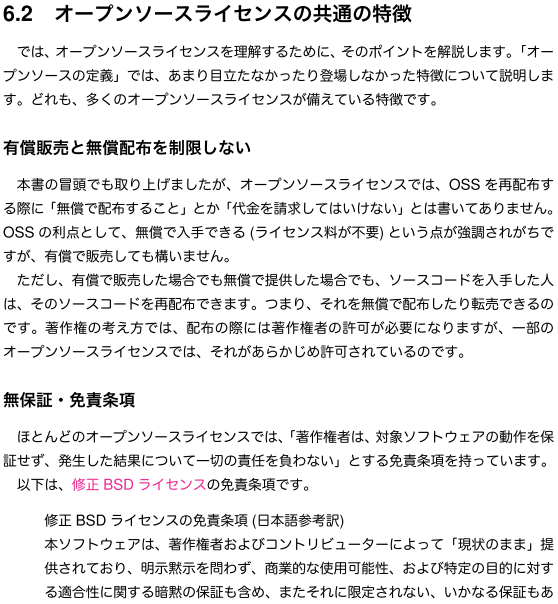 6.2　オープンソースライセンスの共通の特徴
では、オープンソースライセンスを理解するために、そのポイントを解説します。「オー
プンソースの定義」では、あまり目立たなかったり登場しなかった特徴について説明しま
す。どれも、多くのオープンソースライセンスが備えている特徴です。
有償販売と無償配布を制限しない
本書の冒頭でも取り上げましたが、オープンソースライセンスでは、OSS を再配布す
る際に「無償で配布すること」とか「代金を請求してはいけない」とは書いてありません。
OSS の利点として、無償で入手できる (ライセンス料が不要) という点が強調されがちで
すが、有償で販売しても構いません。
ただし、有償で販売した場合でも無償で提供した場合でも、ソースコードを入手した人
は、そのソースコードを再配布できます。つまり、それを無償で配布したり転売できるの
です。著作権の考え方では、配布の際には著作権者の許可が必要になりますが、一部の
オープンソースライセンスでは、それがあらかじめ許可されているのです。
無保証・免責条項
ほとんどのオープンソースライセンスでは、「著作権者は、対象ソフトウェアの動作を保
証せず、発生した結果について一切の責任を負わない」とする免責条項を持っています。
以下は、修正 BSD ライセンスの免責条項です。
修正 BSD ライセンスの免責条項 (日本語参考訳)
本ソフトウェアは、著作権者およびコントリビューターによって「現状のまま」提
供されており、明示黙示を問わず、商業的な使用可能性、および特定の目的に対す
る適合性に関する暗黙の保証も含め、またそれに限定されない、いかなる保証もあ